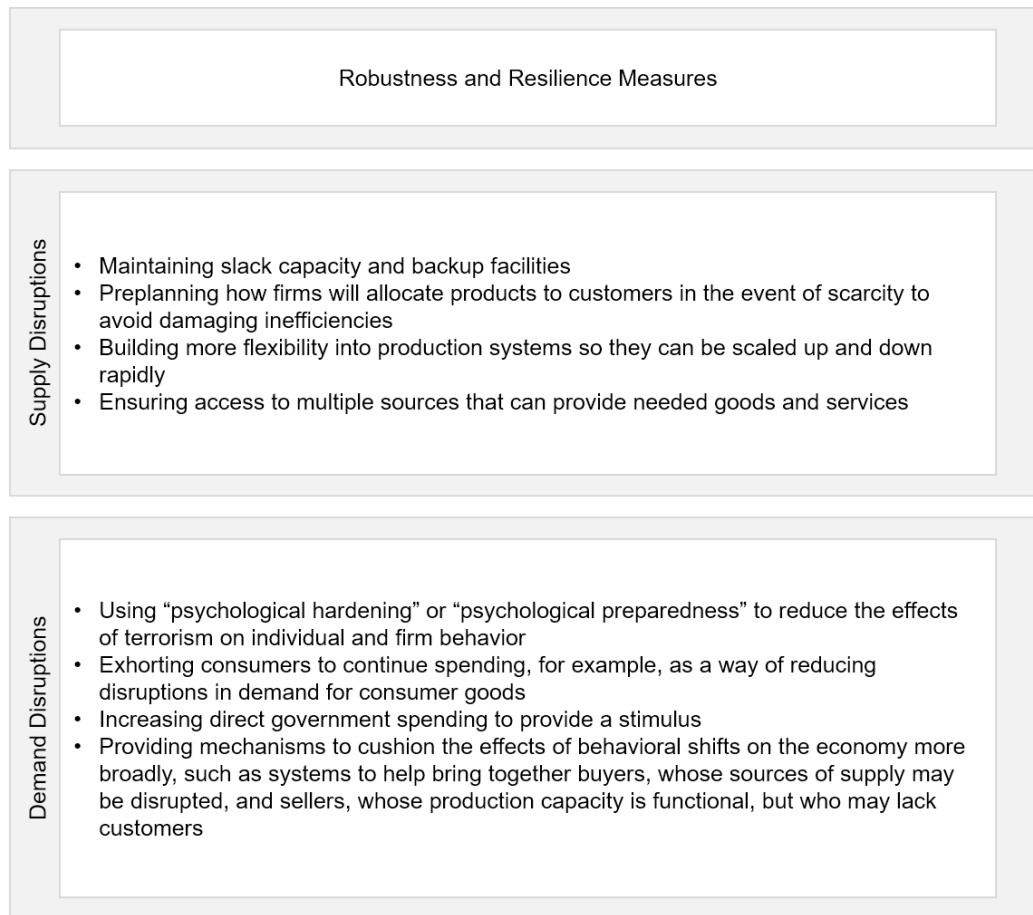 Robustness and Resilience Measures
Supply Disruptions
• Maintaining slack capacity and backup facilities
• Preplanning how firms will allocate products to customers in the event of scarcity to
avoid damaging inefficiencies
• Building more flexibility into production systems so they can be scaled up and down
rapidly
• Ensuring access to multiple sources that can provide needed goods and services
Demand Disruptions
• Using “psychological hardening” or “psychological preparedness” to reduce the effects
of terrorism on individual and firm behavior
• Exhorting consumers to continue spending, for example, as a way of reducing
disruptions in demand for consumer goods
• Increasing direct government spending to provide a stimulus
• Providing mechanisms to cushion the effects of behavioral shifts on the economy more
broadly, such as systems to help bring together buyers, whose sources of supply may
be disrupted, and sellers, whose production capacity is functional, but who may lack
customers